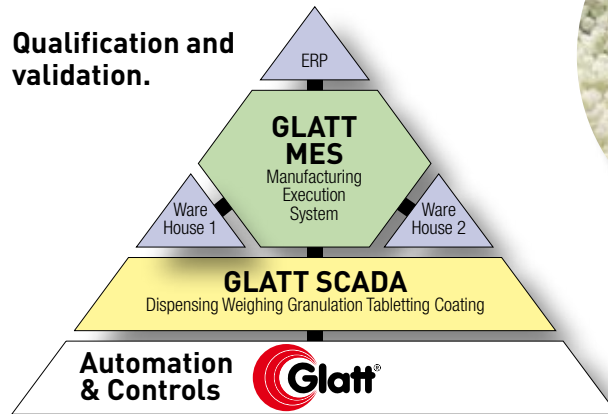 Qualification and
validation.
ERP
GLATT
MES
Manufacturing
Execution
System
Ware
House 1
Ware
House 2
GLATT SCADA
Dispensing Weighing Granulation Tabletting Coating
Automation
& Controls
Glatt®